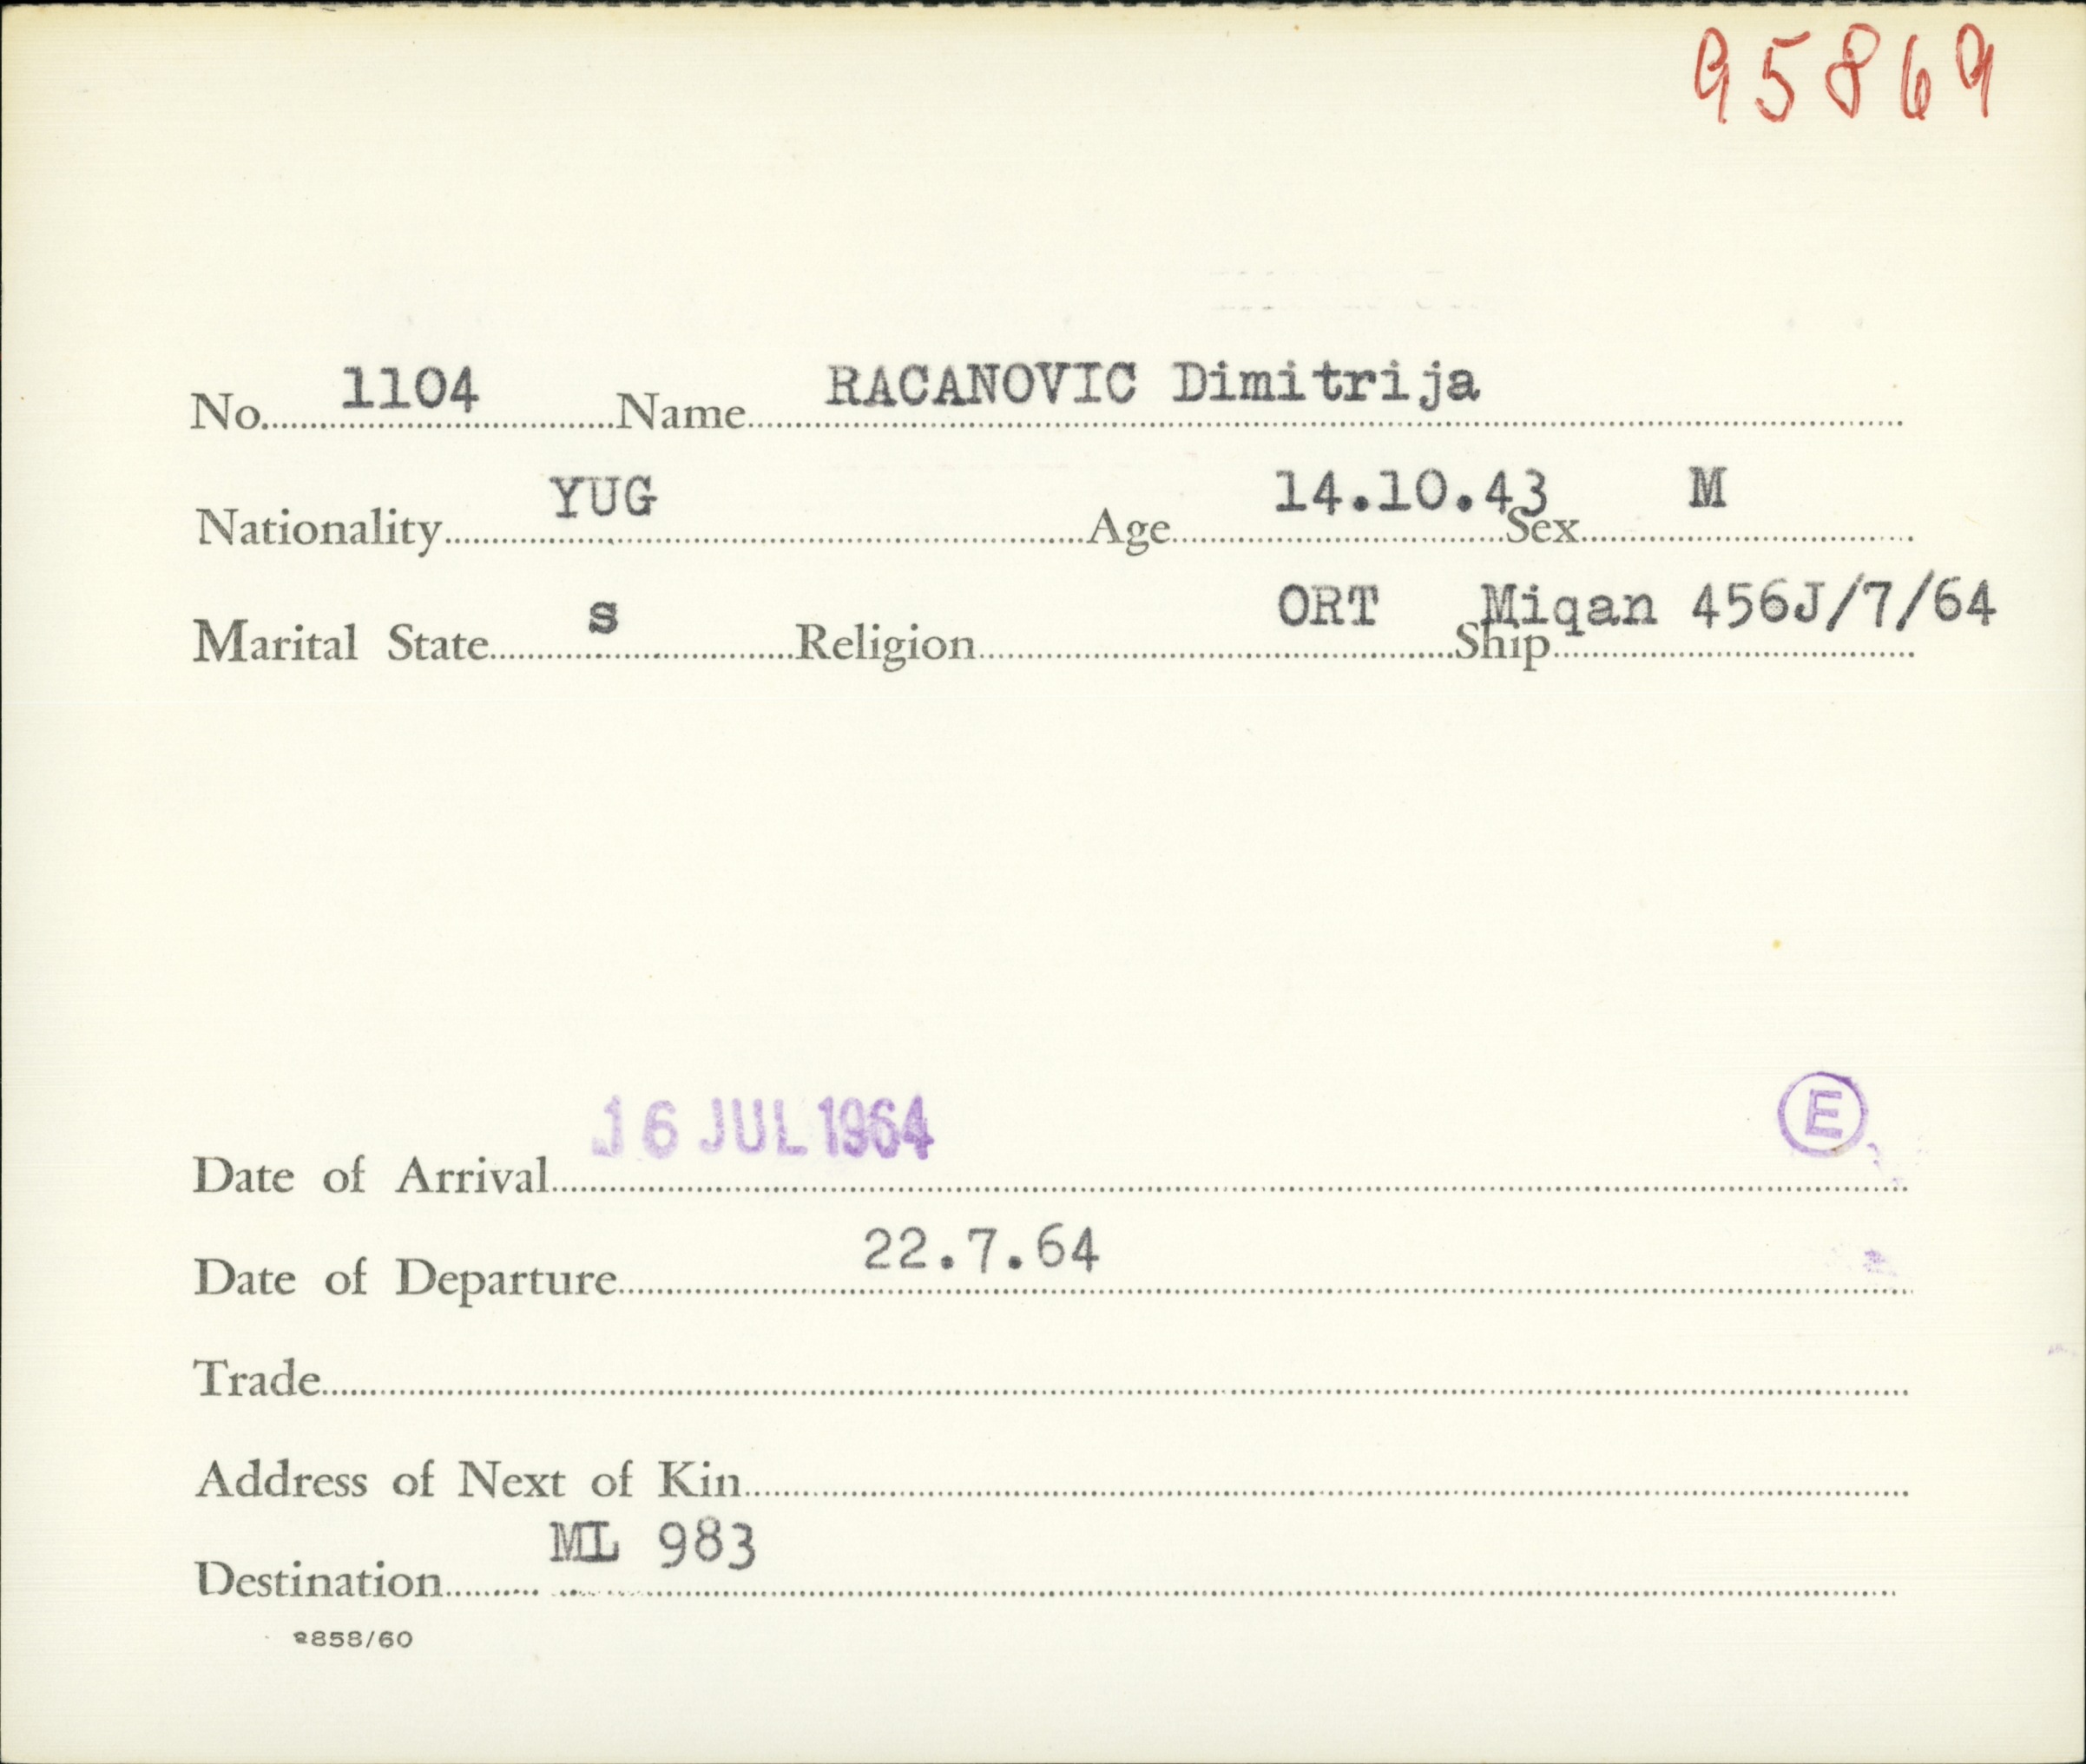 95869
No. 1104 Name RACANOVIC Dimitrija
Nationality YUG Age 14.10.43 Sex M
Marital State S Religion ORT Ship Miqan 456J/7/64
Date of Arrival 16 JUL 1964 E
Date of Departure 22.7.64
Trade
Address of Next of Kin
Destination ML 983
2858/60